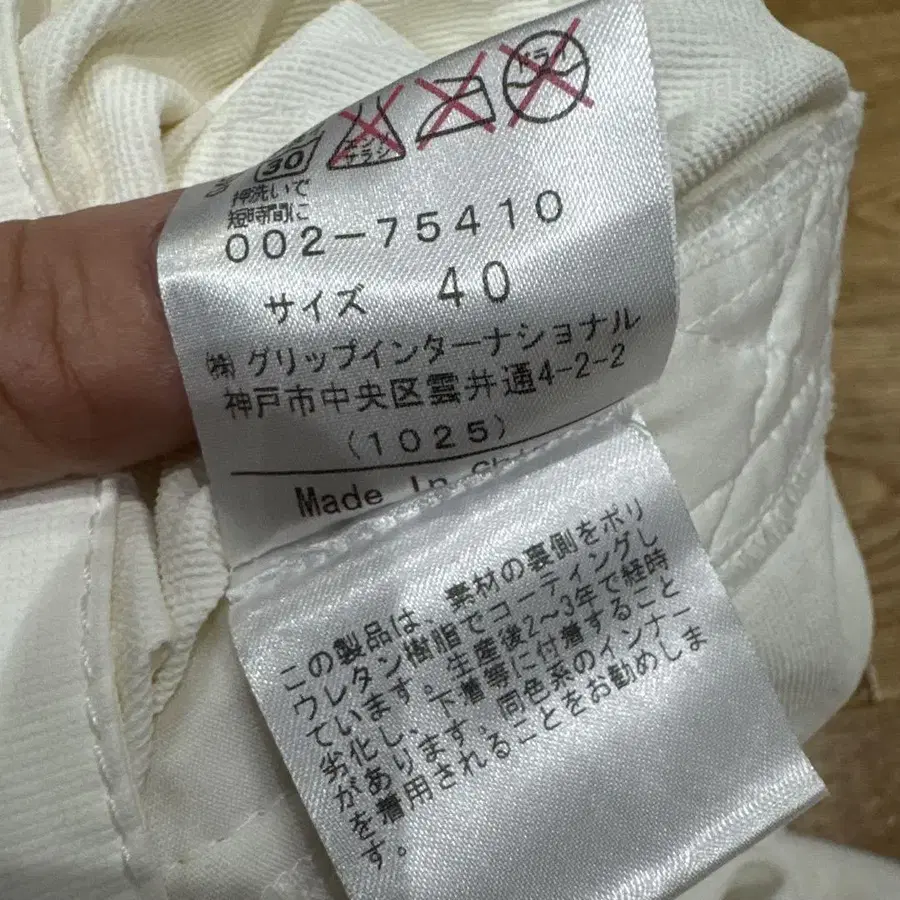 30
エンソ
サラシ
ドライ
押洗いで
短時間に
002-75410
サイズ 40
㈱グリップインターナショナル
神戸市中央区雲井通4-2-2
(1025)
Made In
この製品は、素材の裏側をポリ
ウレタン樹脂でコーティングし
ています。生産後2〜3年で経時
劣化し、下着等に付着すること
があります、同色系のインナー
を着用されることをお勧めしま
す。